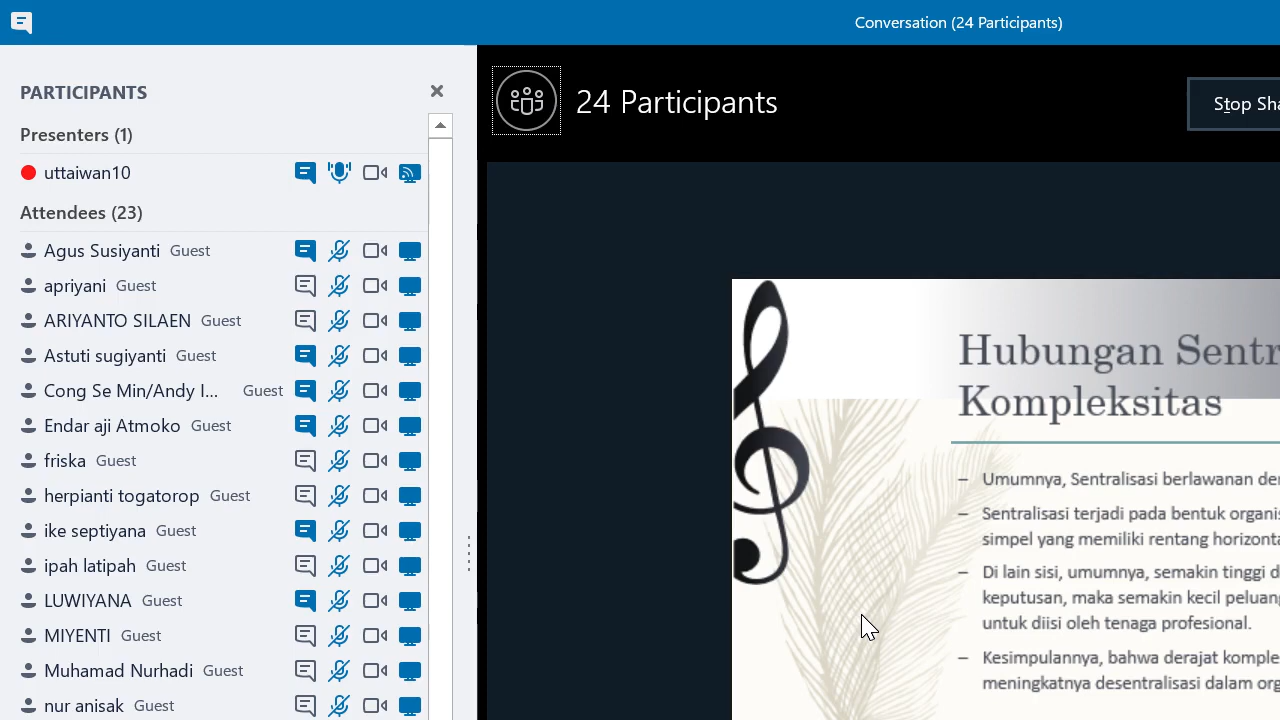 Conversation (24 Participants)
PARTICIPANTS
Presenters (1)
uttaiwan10
Attendees (23)
Agus Susiyanti Guest
apriyani Guest
ARIYANTO SILAEN Guest
Astuti sugiyanti Guest
Cong Se Min/Andy I... Guest
Endar aji Atmoko Guest
friska Guest
herpianti togatorop Guest
ike septiyana Guest
ipah latipah Guest
LUWIYANA Guest
MIYENTI Guest
Muhamad Nurhadi Guest
nur anisak Guest
24 Participants
Stop Sha
Hubungan Sentr
Kompleksitas
– Umumnya, Sentralisasi berlawanan de
– Sentralisasi terjadi pada bentuk organis
simpel yang memiliki rentang horizonta
– Di lain sisi, umumnya, semakin tinggi d
keputusan, maka semakin kecil peluang
untuk diisi oleh tenaga profesional.
– Kesimpulannya, bahwa derajat komple
meningkatnya desentralisasi dalam org